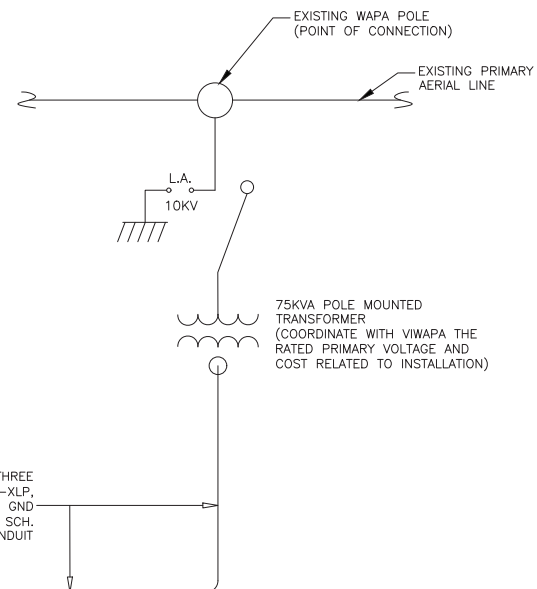 EXISTING WAPA POLE
(POINT OF CONNECTION)
EXISTING PRIMARY
AERIAL LINE
L.A.
10KV
75KVA POLE MOUNTED
TRANSFORMER
(COORDINATE WITH VIWAPA THE
RATED PRIMARY VOLTAGE AND
COST RELATED TO INSTALLATION)
THREE
-XLP,
GND
SCH.
NDUIT